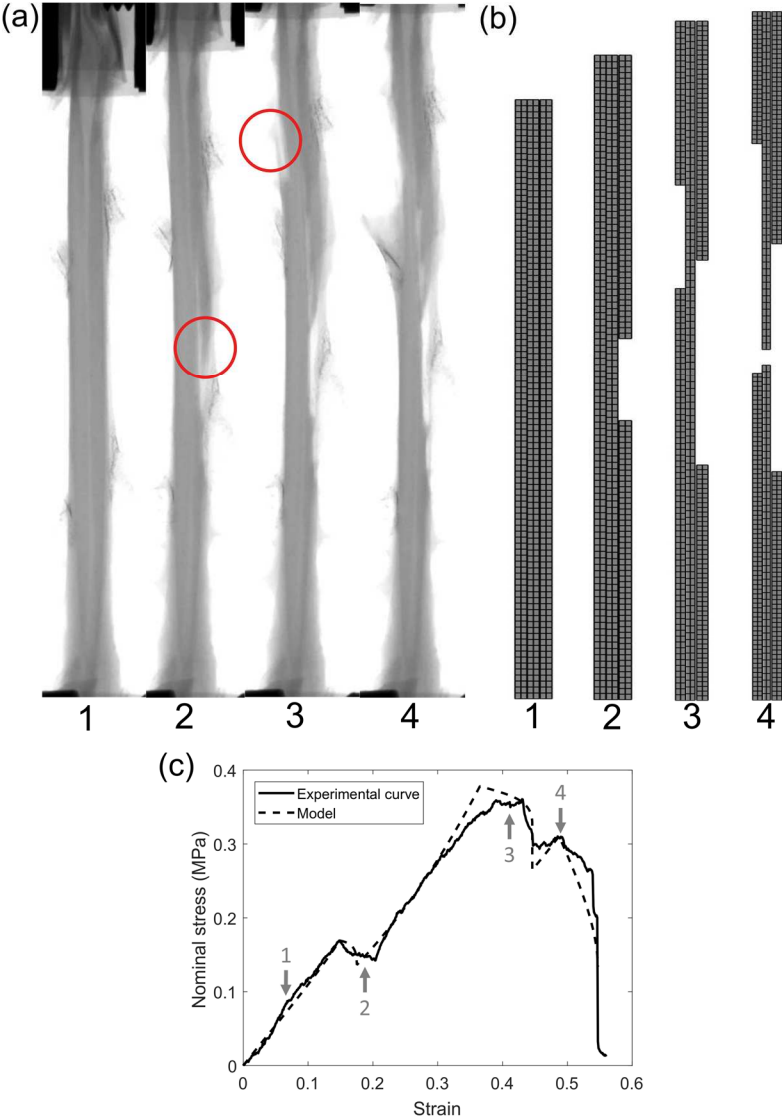 (a)
(b)
1 2 3 4
1 2 3 4
(c)
0.4
0.3
0.2
0.1
0
Nominal stress (MPa)
Experimental curve
Model
1
2
3
4
0 0.1 0.2 0.3 0.4 0.5 0.6
Strain